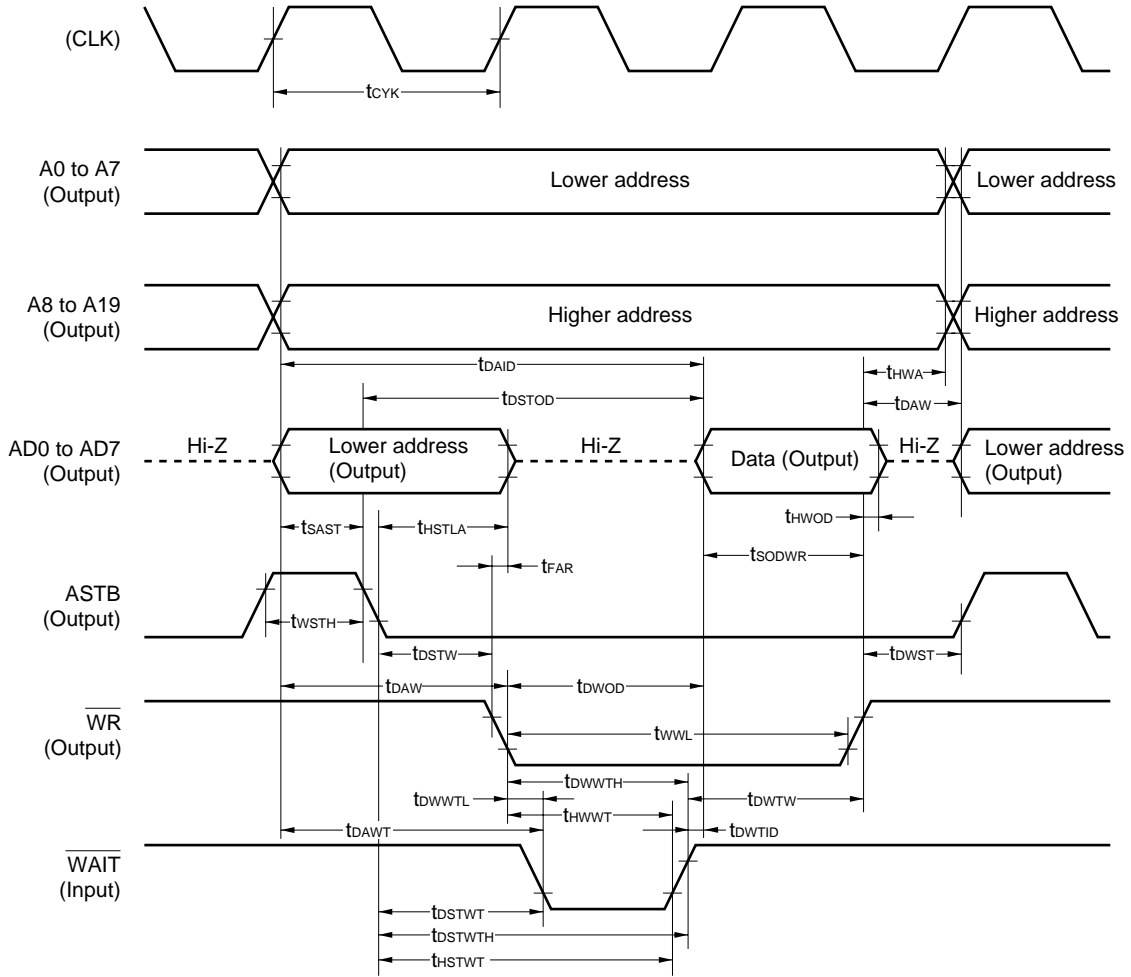 (CLK)
tCYK
A0 to A7
(Output)
Lower address
Lower address
A8 to A19
(Output)
Higher address
Higher address
tDAID
tHWA
tDSTOD
tDAW
AD0 to AD7
(Output)
Hi-Z
Lower address
(Output)
Hi-Z
Data (Output)
Hi-Z
Lower address
(Output)
tSAST
tHSTLA
tHWOD
tSODWR
tFAR
ASTB
(Output)
tWSTH
tDSTW
tDWST
tDAW
tDWOD
WR
(Output)
tWWL
tDWWTH
tDWWTL
tDWTW
tHWWT
tDAWT
tDWTID
WAIT
(Input)
tDSTWT
tDSTWTH
tHSTWT